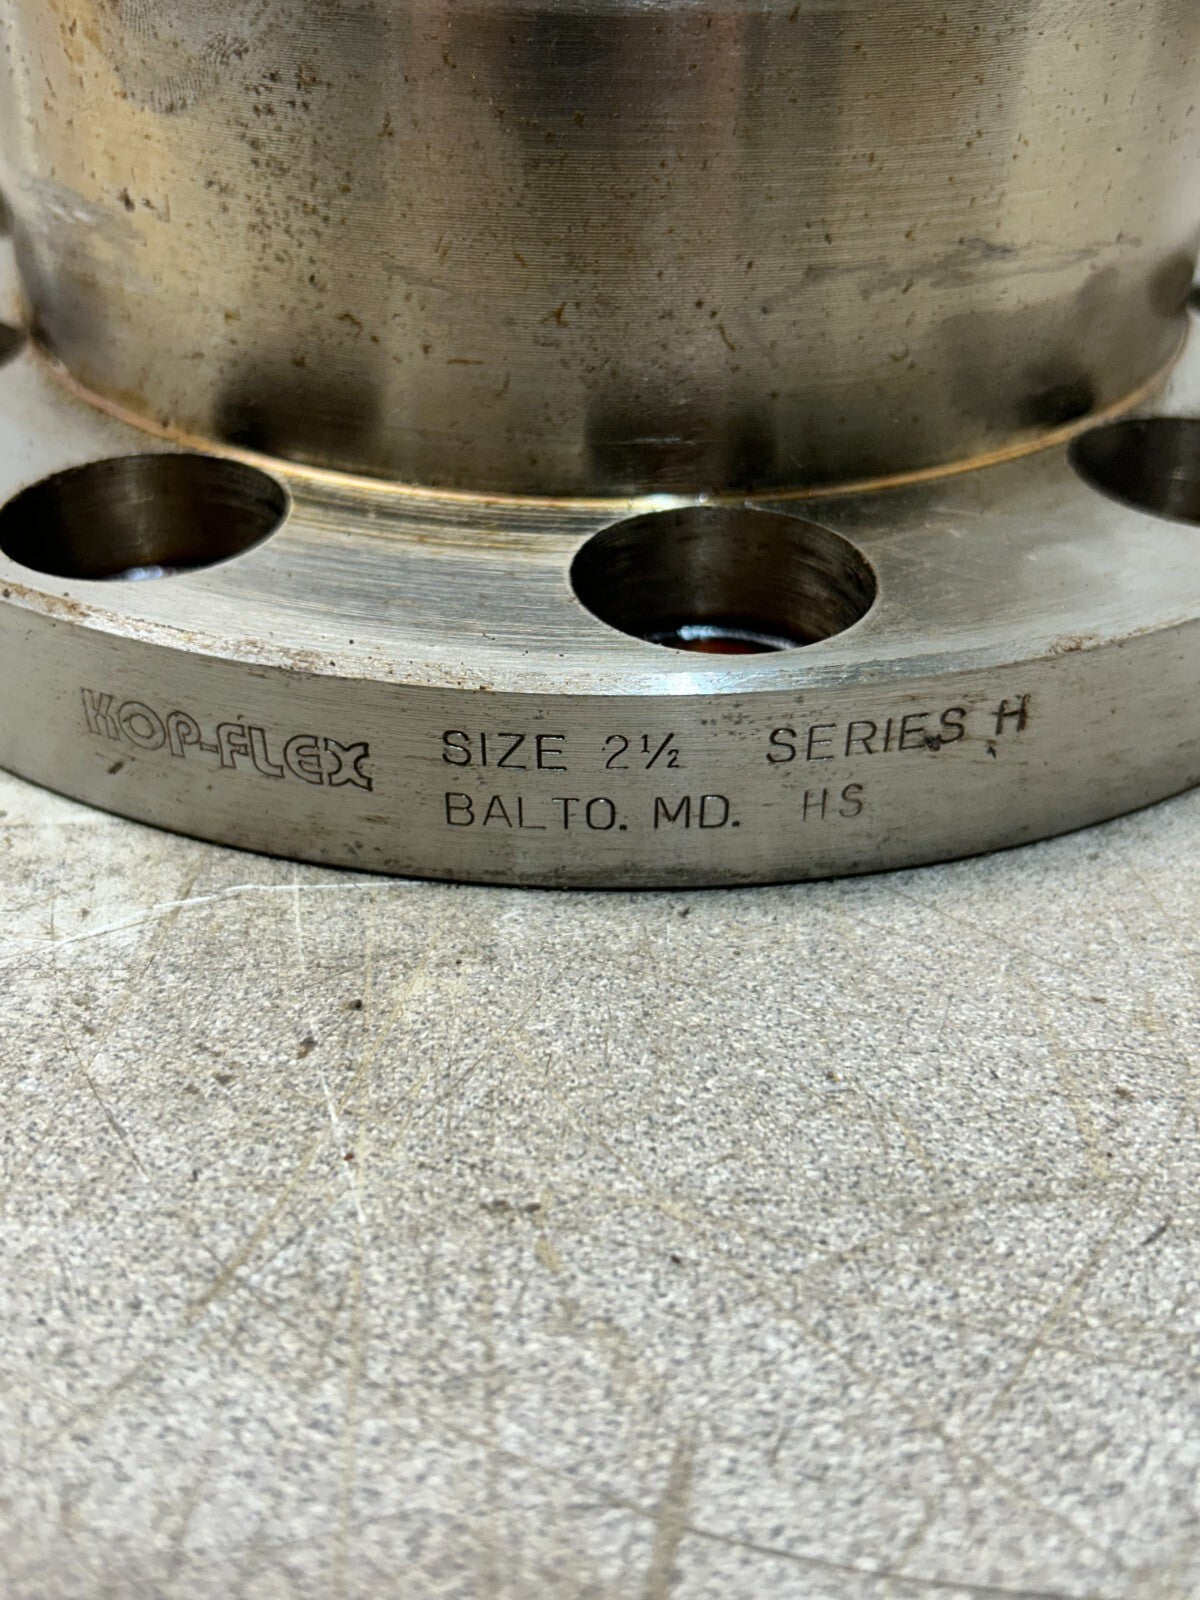 KOP-FLEX SIZE 2½ SERIES H
BALTO. MD. HS